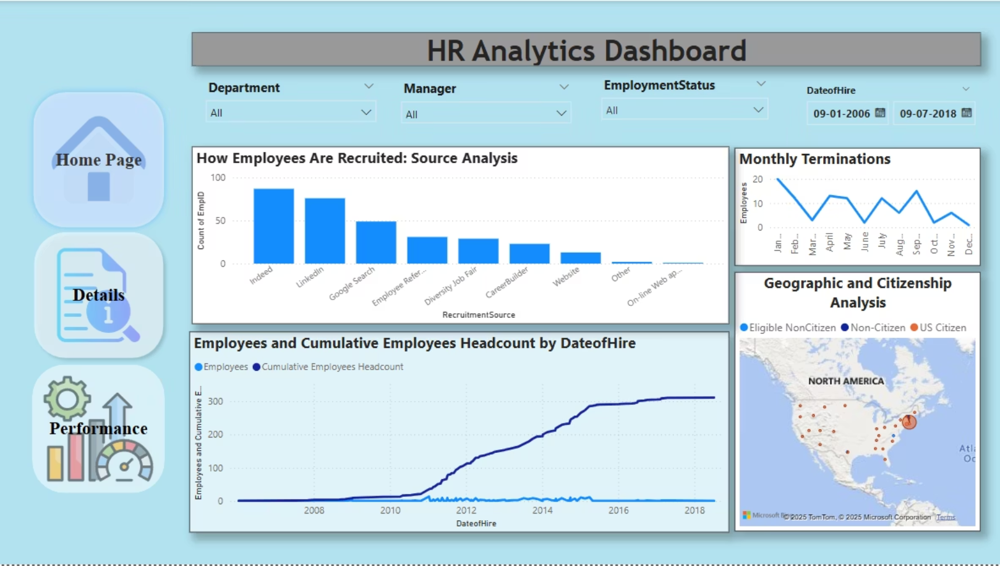 HR Analytics Dashboard
Department
All
Manager
All
EmploymentStatus
All
DateofHire
09-01-2006
09-07-2018
Home Page
Details
Performance
How Employees Are Recruited: Source Analysis
Count of EmpID
100
50
0
Indeed
LinkedIn
Google Search
Employee Refer...
Diversity Job Fair
CareerBuilder
Website
Other
On-line Web ap...
RecruitmentSource
Monthly Terminations
Employees
20
10
0
Jan...
Feb...
Mar...
April
May
June
July
Aug...
Sep...
Oct...
Nov...
Dec...
Employees and Cumulative Employees Headcount by DateofHire
Employees
Cumulative Employees Headcount
Employees and Cumulative E...
300
200
100
0
2008
2010
2012
2014
2016
2018
DateofHire
Geographic and Citizenship
Analysis
Eligible NonCitizen
Non-Citizen
US Citizen
NORTH AMERICA
Atla
Oc
Microsoft
© 2025 TomTom, © 2025 Microsoft Corporation
Terms